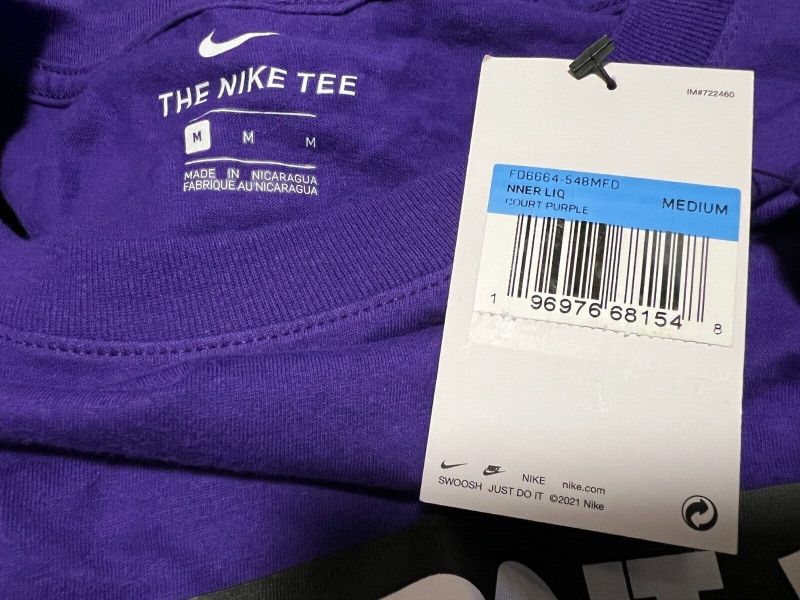 THE NIKE TEE
M M M
MADE IN NICARAGUA
FABRIQUE AU NICARAGUA
IM#722460
FD6664-548MFD
NNER LIQ MEDIUM
COURT PURPLE
1 96976 68154 8
NIKE nike.com
SWOOSH JUST DO IT ©2021 Nike